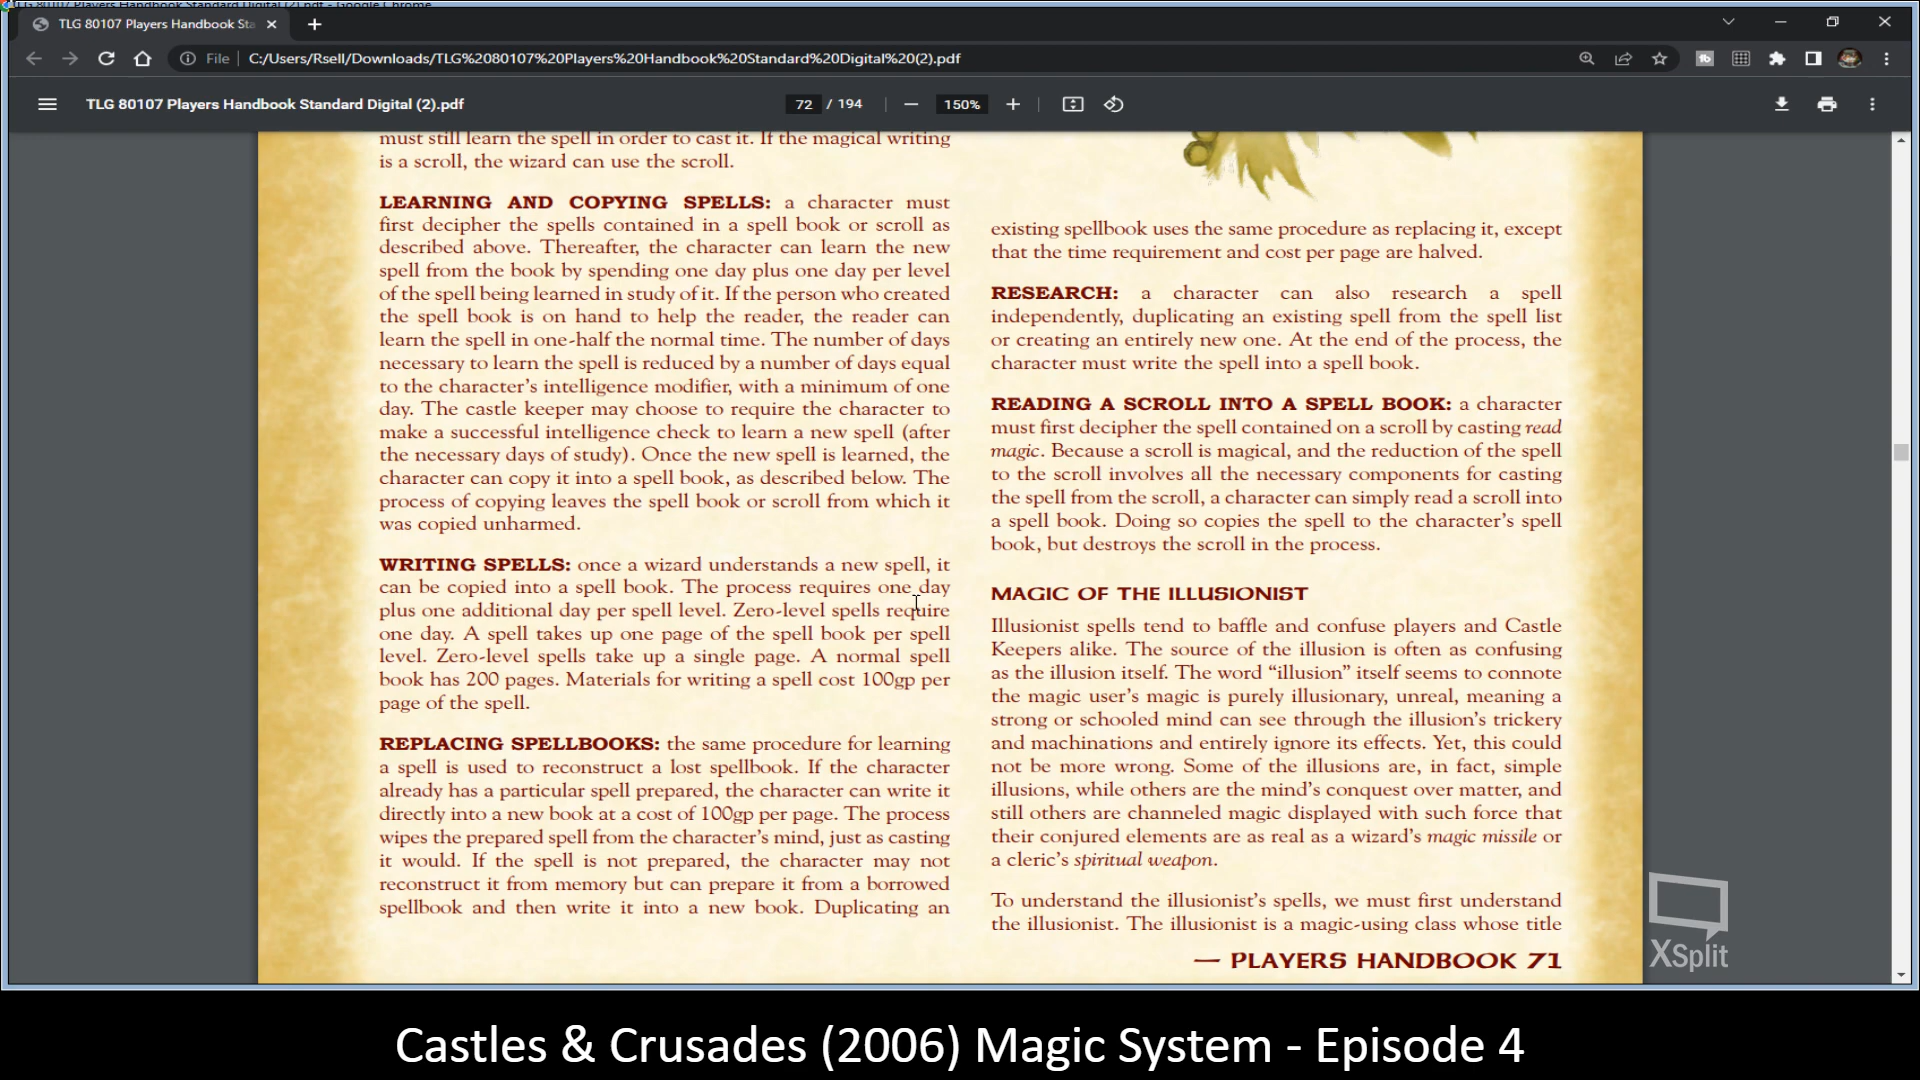 TLG 80107 Players Handbook Standard Digital (2).pdf - Google Chrome
TLG 80107 Players Handbook Sta
File
C:/Users/Rsell/Downloads/TLG%2080107%20Players%20Handbook%20Standard%20Digital%20(2).pdf
TLG 80107 Players Handbook Standard Digital (2).pdf
72 / 194
150%
must still learn the spell in order to cast it. If the magical writing
is a scroll, the wizard can use the scroll.
LEARNING AND COPYING SPELLS: a character must
first decipher the spells contained in a spell book or scroll as
described above. Thereafter, the character can learn the new
spell from the book by spending one day plus one day per level
of the spell being learned in study of it. If the person who created
the spell book is on hand to help the reader, the reader can
learn the spell in one-half the normal time. The number of days
necessary to learn the spell is reduced by a number of days equal
to the character's intelligence modifier, with a minimum of one
day. The castle keeper may choose to require the character to
make a successful intelligence check to learn a new spell (after
the necessary days of study). Once the new spell is learned, the
character can copy it into a spell book, as described below. The
process of copying leaves the spell book or scroll from which it
was copied unharmed.
WRITING SPELLS: once a wizard understands a new spell, it
can be copied into a spell book. The process requires one day
plus one additional day per spell level. Zero-level spells require
one day. A spell takes up one page of the spell book per spell
level. Zero-level spells take up a single page. A normal spell
book has 200 pages. Materials for writing a spell cost 100gp per
page of the spell.
REPLACING SPELLBOOKS: the same procedure for learning
a spell is used to reconstruct a lost spellbook. If the character
already has a particular spell prepared, the character can write it
directly into a new book at a cost of 100gp per page. The process
wipes the prepared spell from the character's mind, just as casting
it would. If the spell is not prepared, the character may not
reconstruct it from memory but can prepare it from a borrowed
spellbook and then write it into a new book. Duplicating an
existing spellbook uses the same procedure as replacing it, except
that the time requirement and cost per page are halved.
RESEARCH: a character can also research a spell
independently, duplicating an existing spell from the spell list
or creating an entirely new one. At the end of the process, the
character must write the spell into a spell book.
READING A SCROLL INTO A SPELL BOOK: a character
must first decipher the spell contained on a scroll by casting read
magic. Because a scroll is magical, and the reduction of the spell
to the scroll involves all the necessary components for casting
the spell from the scroll, a character can simply read a scroll into
a spell book. Doing so copies the spell to the character's spell
book, but destroys the scroll in the process.
MAGIC OF THE ILLUSIONIST
Illusionist spells tend to baffle and confuse players and Castle
Keepers alike. The source of the illusion is often as confusing
as the illusion itself. The word “illusion” itself seems to connote
the magic user's magic is purely illusionary, unreal, meaning a
strong or schooled mind can see through the illusion's trickery
and machinations and entirely ignore its effects. Yet, this could
not be more wrong. Some of the illusions are, in fact, simple
illusions, while others are the mind's conquest over matter, and
still others are channeled magic displayed with such force that
their conjured elements are as real as a wizard's magic missile or
a cleric's spiritual weapon.
To understand the illusionist's spells, we must first understand
the illusionist. The illusionist is a magic-using class whose title
— PLAYERS HANDBOOK 71
XSplit
Castles & Crusades (2006) Magic System - Episode 4